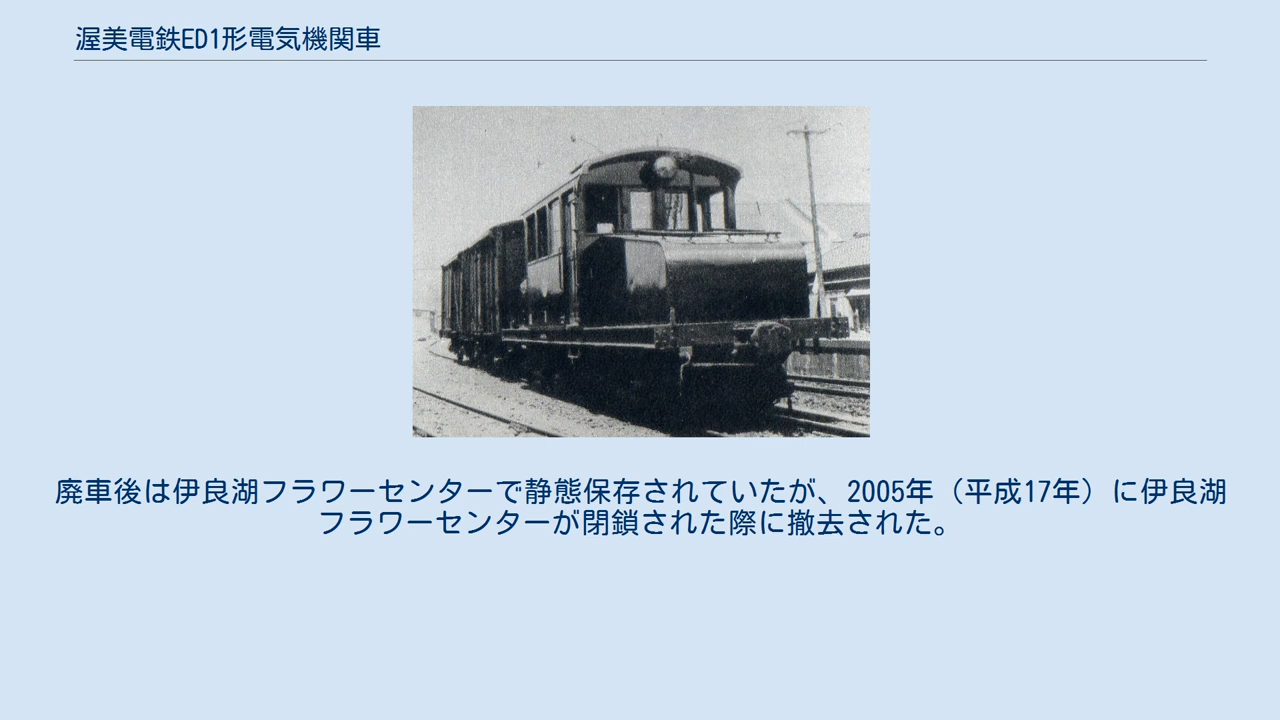 渥美電鉄ED1形電気機関車
廃車後は伊良湖フラワーセンターで静態保存されていたが、2005年（平成17年）に伊良湖
フラワーセンターが閉鎖された際に撤去された。